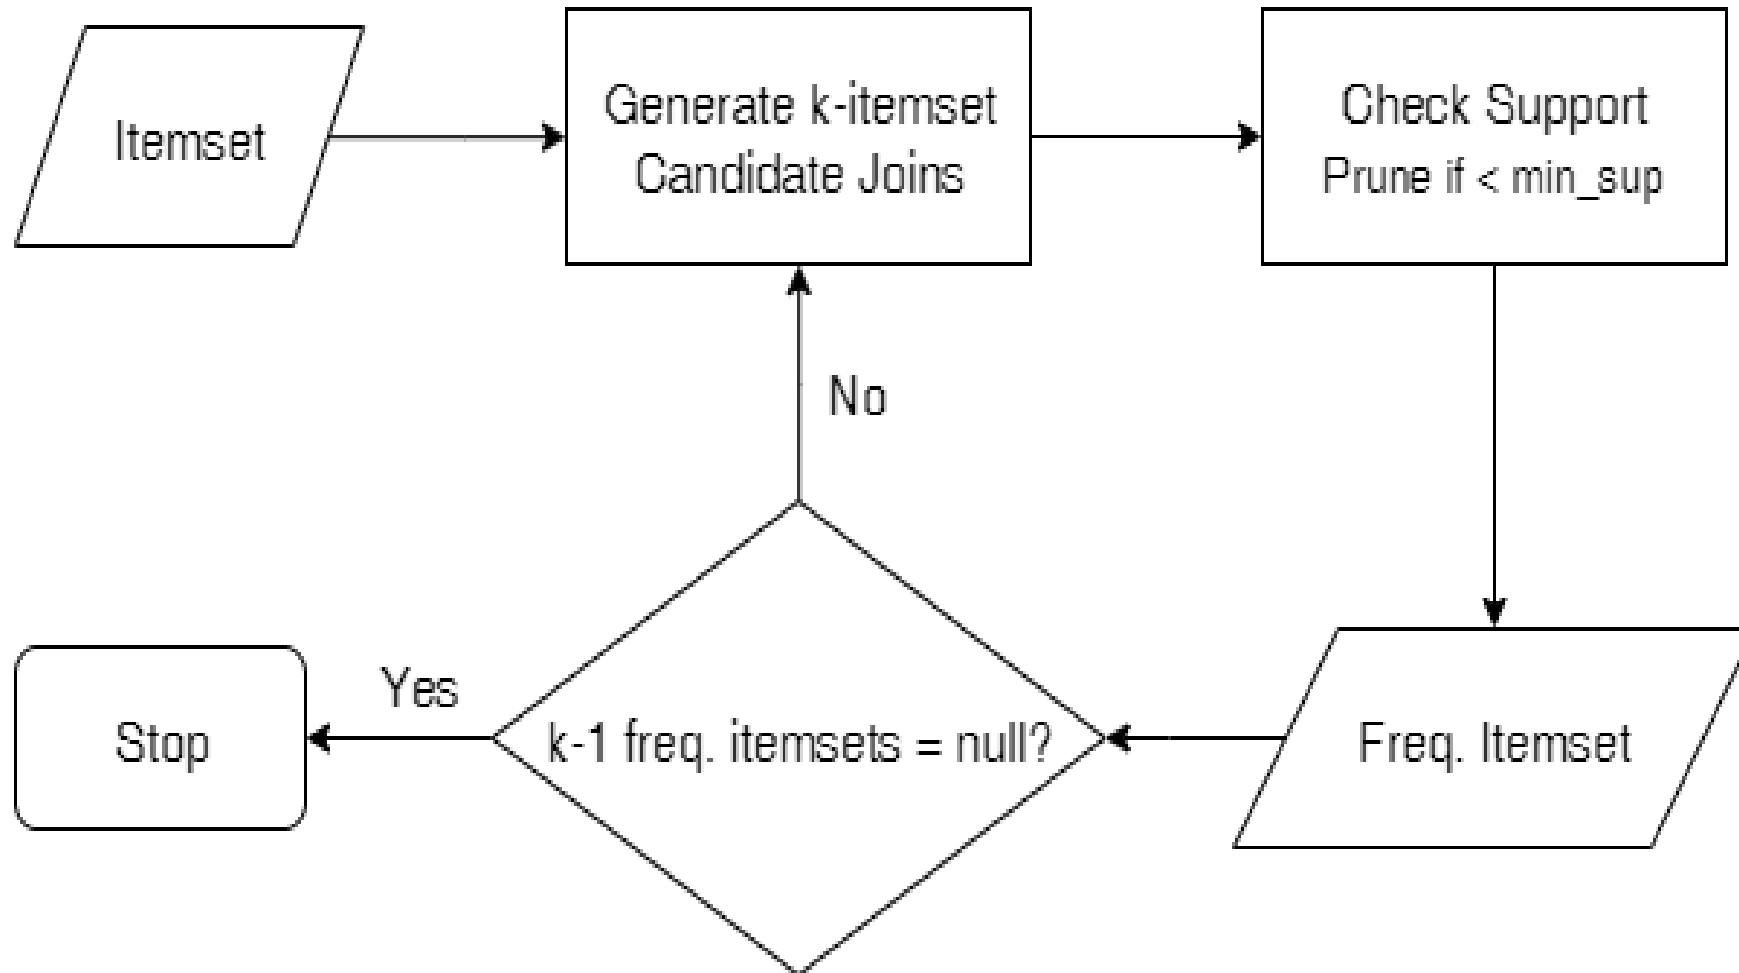 Itemset
Generate k-itemset
Candidate Joins
Check Support
Prune if < min_sup
No
Yes
Stop
k-1 freq. itemsets = null?
Freq. Itemset